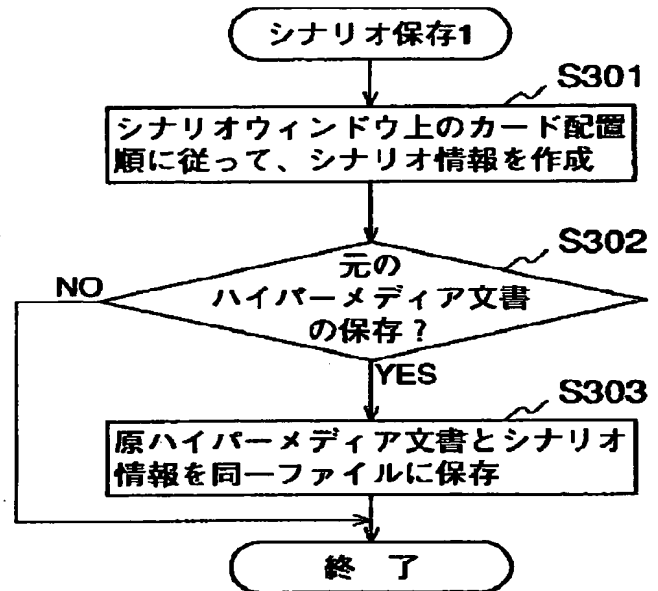 シナリオ保存1
S301
シナリオウィンドウ上のカード配置
順に従って、シナリオ情報を作成
S302
元の
ハイパーメディア文書
の保存?
NO
YES
S303
原ハイパーメディア文書とシナリオ
情報を同一ファイルに保存
終 了